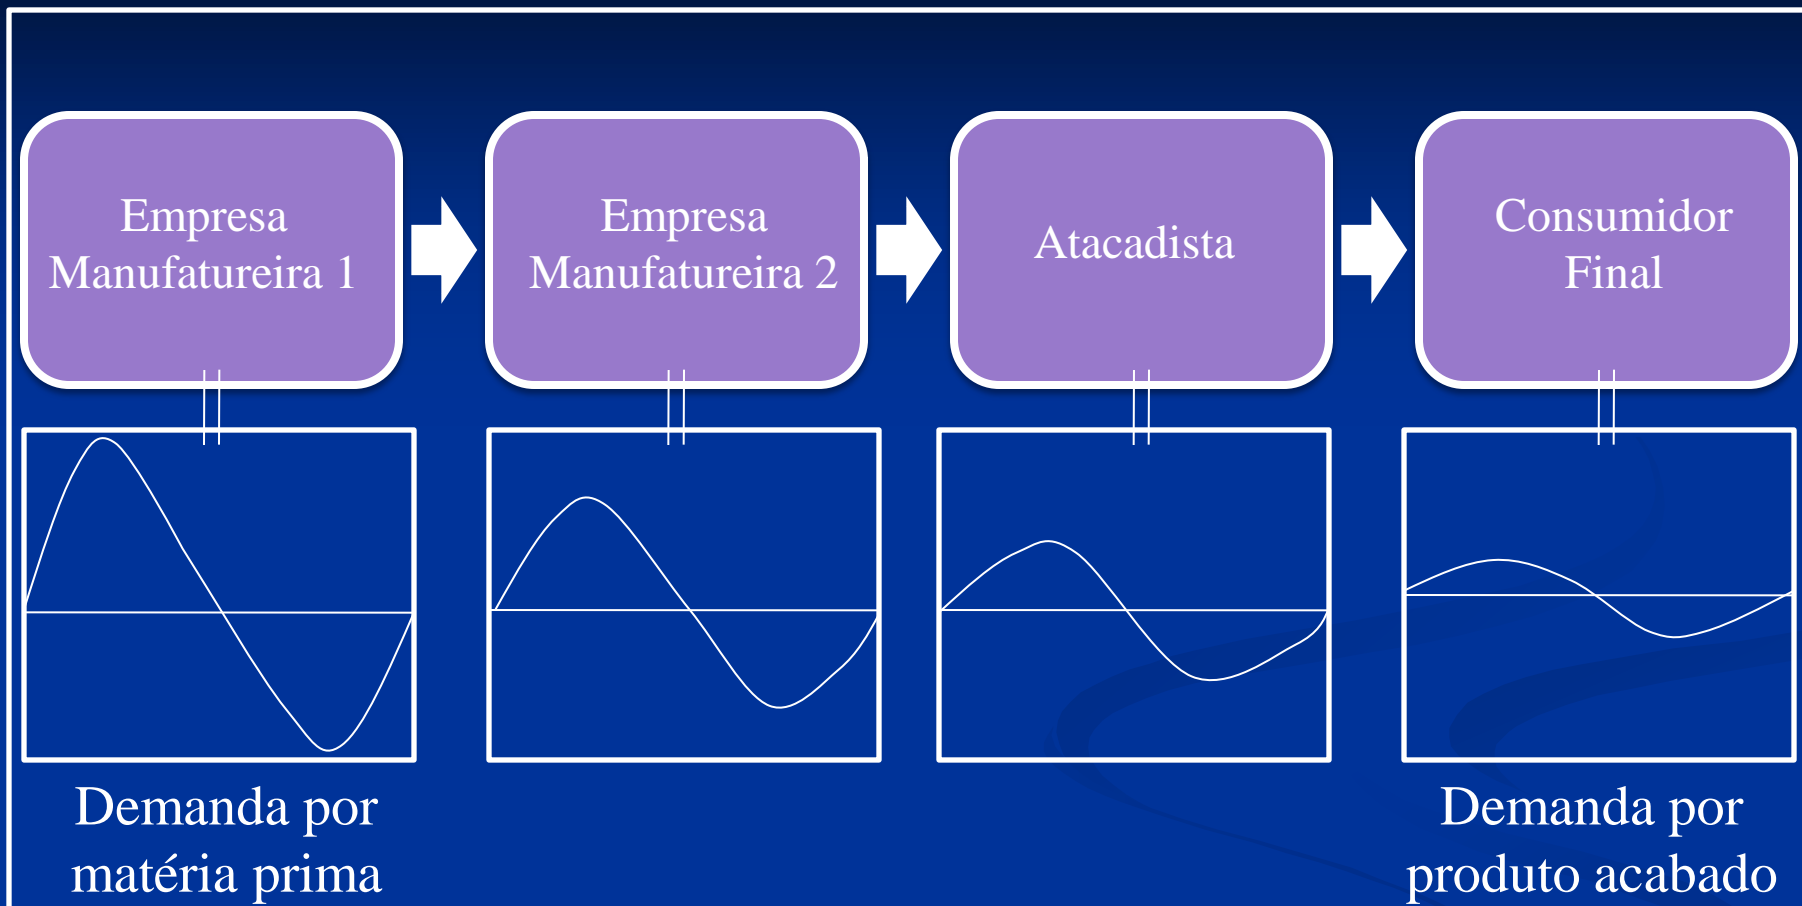 Empresa
Manufatureira 1
Empresa
Manufatureira 2
Atacadista
Consumidor
Final
Demanda por
matéria prima
Demanda por
produto acabado